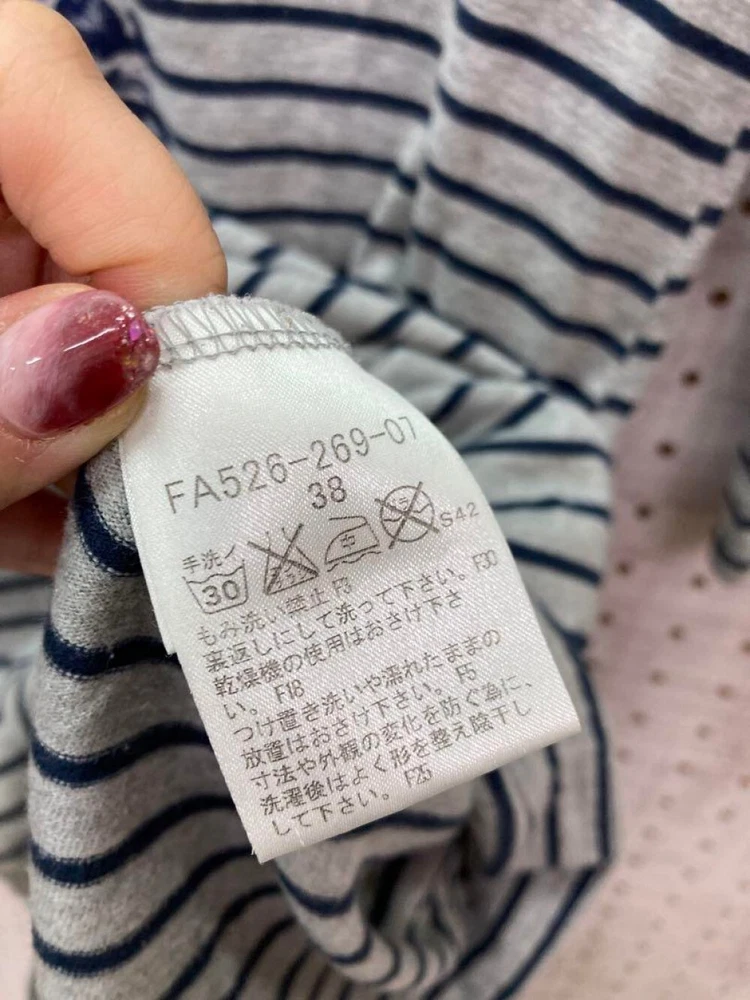 FA526-269-07
38
手洗イ
30
中
ドライ
S42
もみ洗い禁止 F3
裏返しにして洗って下さい。 F30
乾燥機の使用はおさけ下さ
い。 F18
つけ置き洗いや濡れたままの
放置はおさけ下さい。 F5
寸法や外観の変化を防ぐ為に、
洗濯後はよく形を整え陰干し
して下さい。 F25